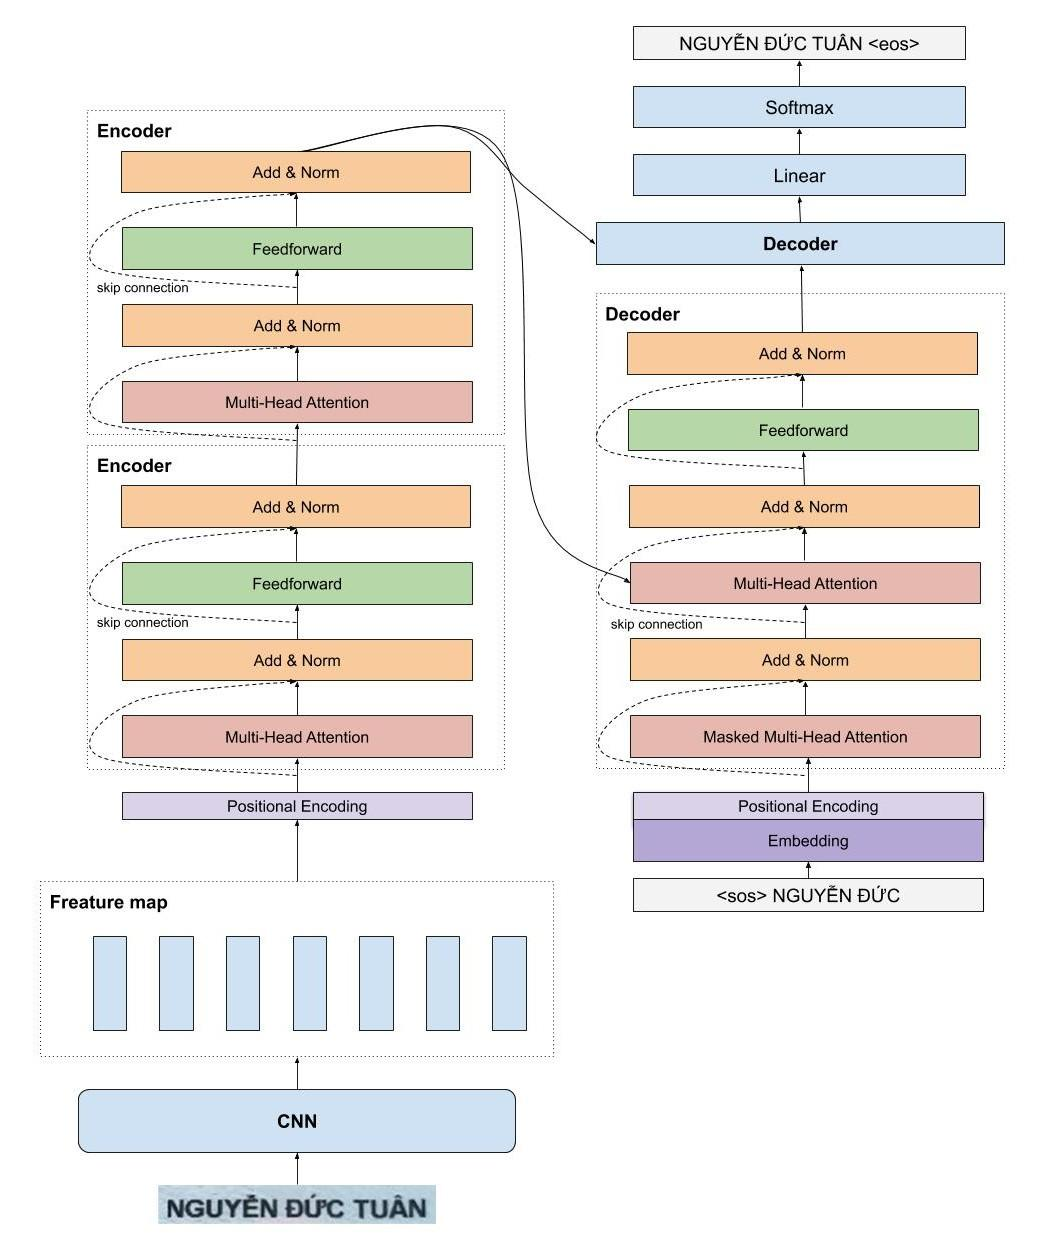 NGUYỄN ĐỨC TUÂN <eos>
Softmax
Linear
Decoder
Encoder
Add & Norm
Feedforward
skip connection
Add & Norm
Multi-Head Attention
Encoder
Add & Norm
Feedforward
skip connection
Add & Norm
Multi-Head Attention
Positional Encoding
Freature map
CNN
NGUYỄN ĐỨC TUÂN
Decoder
Add & Norm
Feedforward
Add & Norm
Multi-Head Attention
skip connection
Add & Norm
Masked Multi-Head Attention
Positional Encoding
Embedding
<sos> NGUYỄN ĐỨC